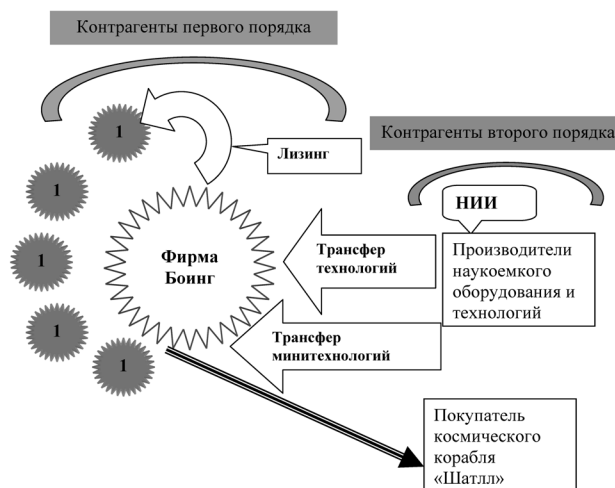 Контрагенты первого порядка
1
Лизинг
Контрагенты второго порядка
1
НИИ
1
Фирма
Боинг
Трансфер
технологий
Производители
наукоемкого
оборудования и
технологий
1
Трансфер
минитехнологий
1
Покупатель
космического
корабля
«Шатлл»